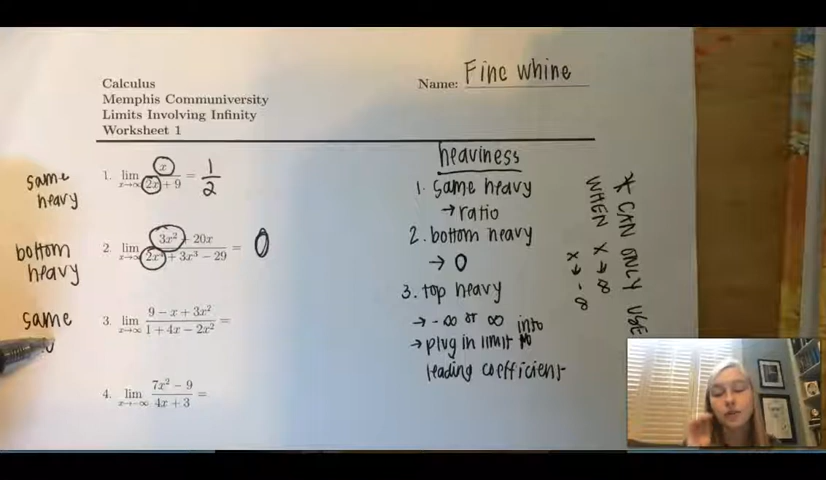 Calculus
Memphis Communiversity
Limits Involving Infinity
Worksheet 1
Name: Finc whine
same heavy
1. lim x→∞ x / 2x + 9 = 1/2
bottom heavy
2. lim x→∞ 3x² + 20x / 2x⁴ + 3x³ − 29 = 0
same
3. lim x→∞ 9 − x + 3x² / 1 + 4x − 2x² =
4. lim x→−∞ 7x² − 9 / 4x + 3 =
heaviness
1. same heavy
→ ratio
2. bottom heavy
→ 0
3. top heavy
→ -∞ or ∞
→ plug in limit into
leading coefficient
* CAN ONLY USE
WHEN x → ∞
x → -∞